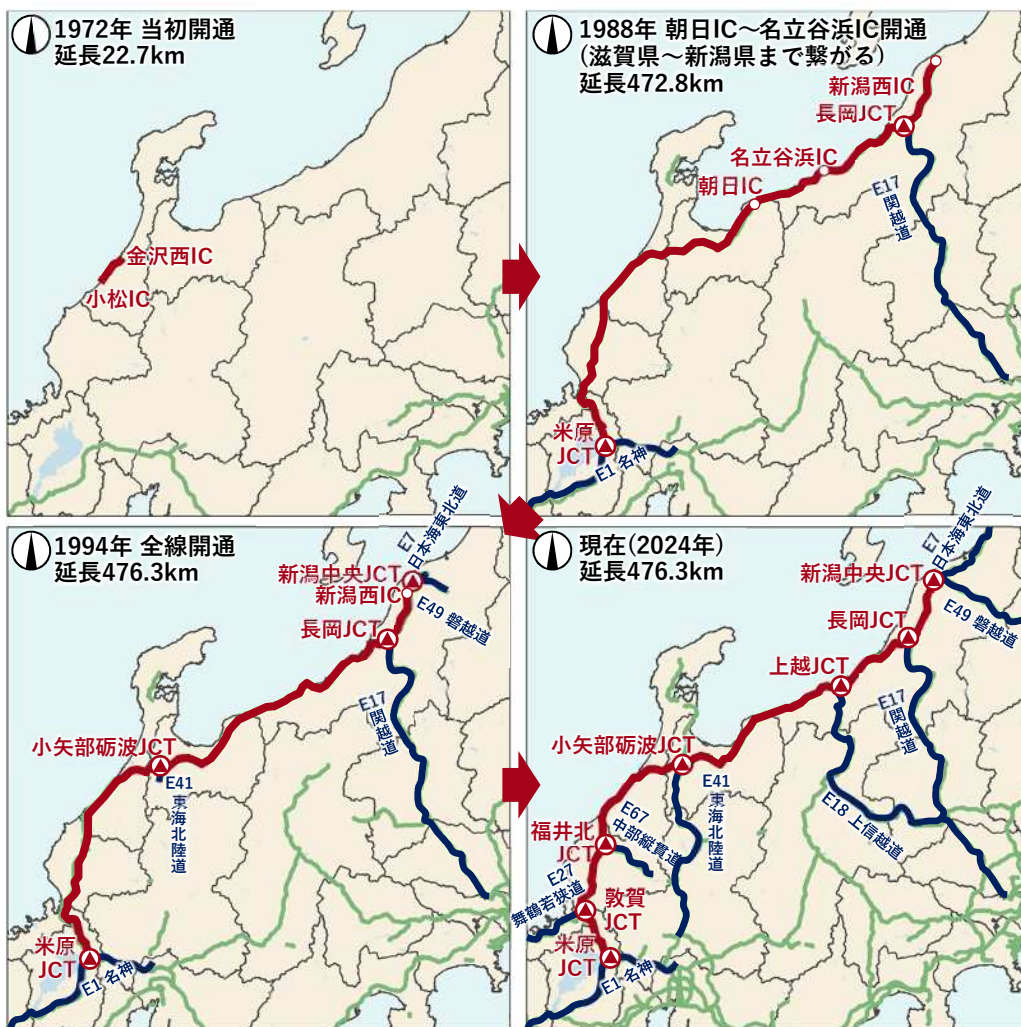 1972年 当初開通
延長22.7km
金沢西IC
小松IC
1988年 朝日IC～名立谷浜IC開通
(滋賀県～新潟県まで繋がる)
延長472.8km
新潟西IC
長岡JCT
名立谷浜IC
朝日IC
E17
関越道
米原
JCT
E1 名神
1994年 全線開通
延長476.3km
E7
日本海東北道
新潟中央JCT
新潟西IC
E49 磐越道
長岡JCT
E17
関越道
小矢部砺波JCT
E41
東海北陸道
米原
JCT
E1 名神
現在(2024年)
延長476.3km
E7
日本海東北道
新潟中央JCT
E49 磐越道
長岡JCT
上越JCT
E17
関越道
小矢部砺波JCT
E41
東海北陸道
E18 上信越道
E67
中部縦貫道
福井北
JCT
E27
舞鶴若狭道
敦賀
JCT
米原
JCT
E1 名神